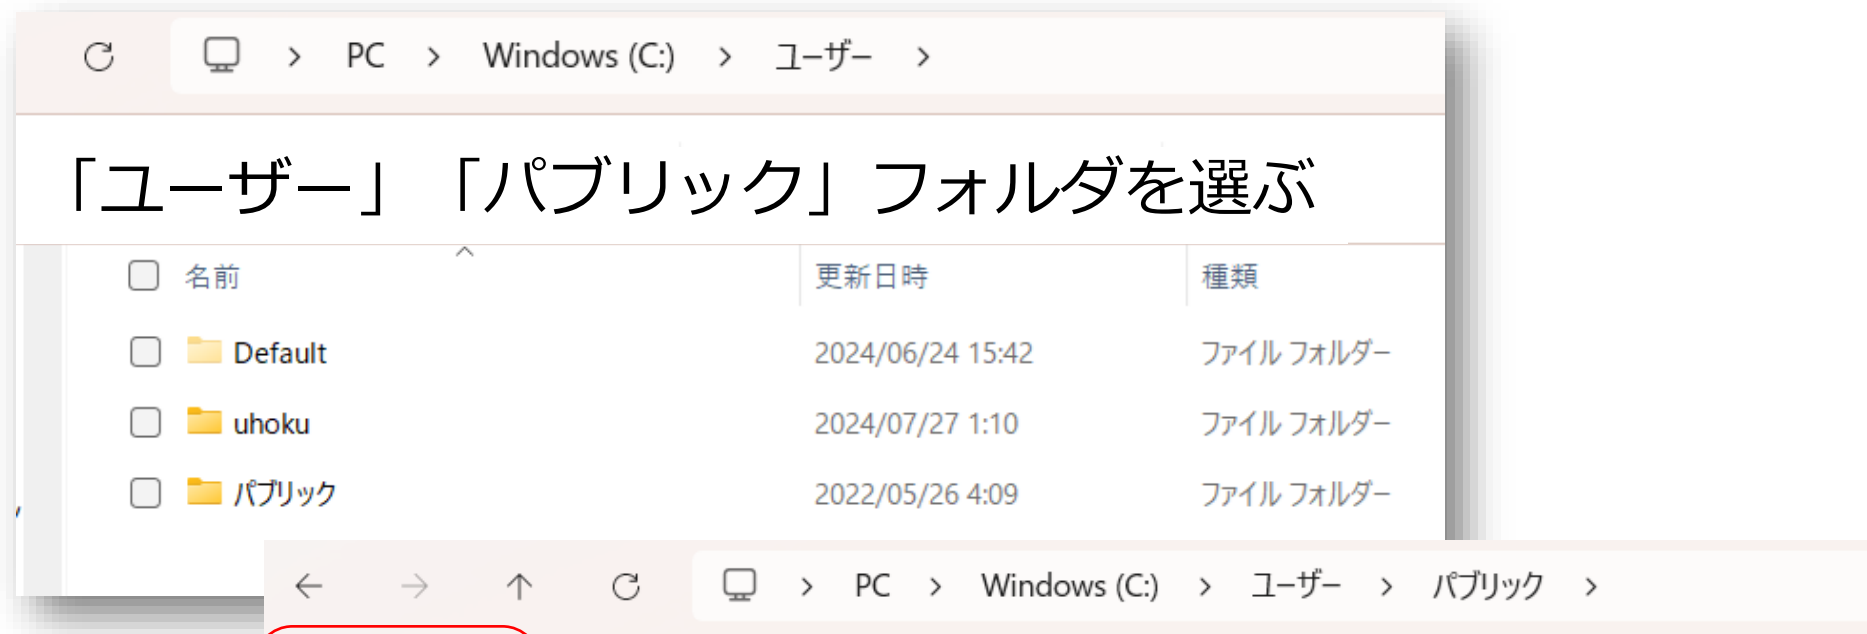 PC > Windows (C:) > ユーザー >
「ユーザー」「パブリック」フォルダを選ぶ
名前 更新日時 種類
Default 2024/06/24 15:42 ファイル フォルダー
uhoku 2024/07/27 1:10 ファイル フォルダー
パブリック 2022/05/26 4:09 ファイル フォルダー
PC > Windows (C:) > ユーザー > パブリック >